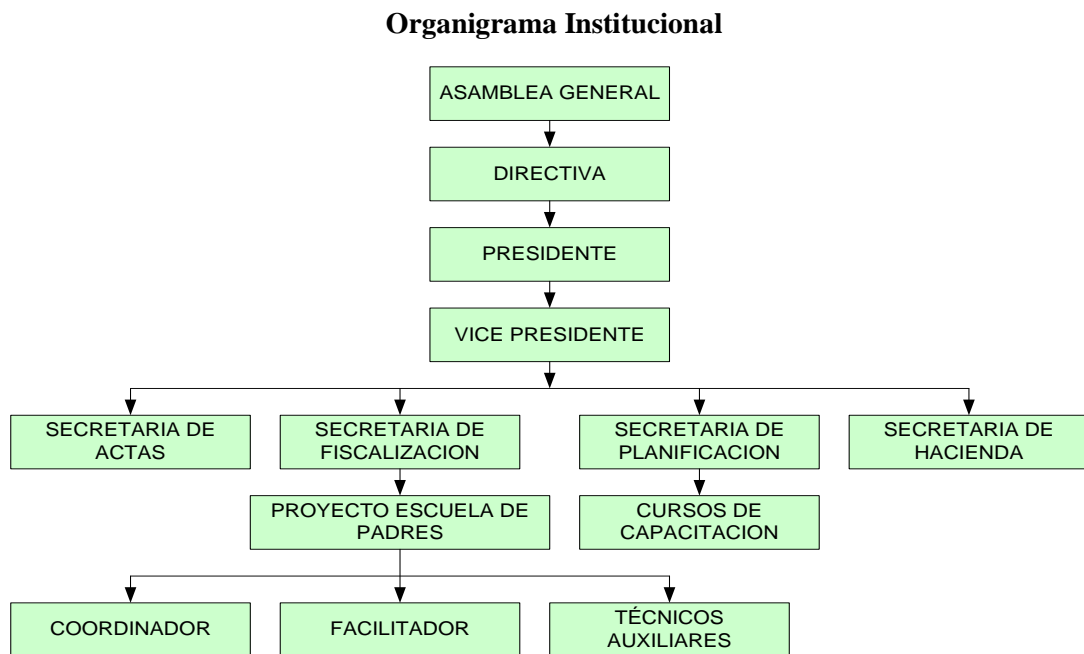 Organigrama Institucional
ASAMBLEA GENERAL
DIRECTIVA
PRESIDENTE
VICE PRESIDENTE
SECRETARIA DE
ACTAS
SECRETARIA DE
FISCALIZACION
SECRETARIA DE
PLANIFICACION
SECRETARIA DE
HACIENDA
PROYECTO ESCUELA DE
PADRES
CURSOS DE
CAPACITACION
COORDINADOR
FACILITADOR
TÉCNICOS
AUXILIARES